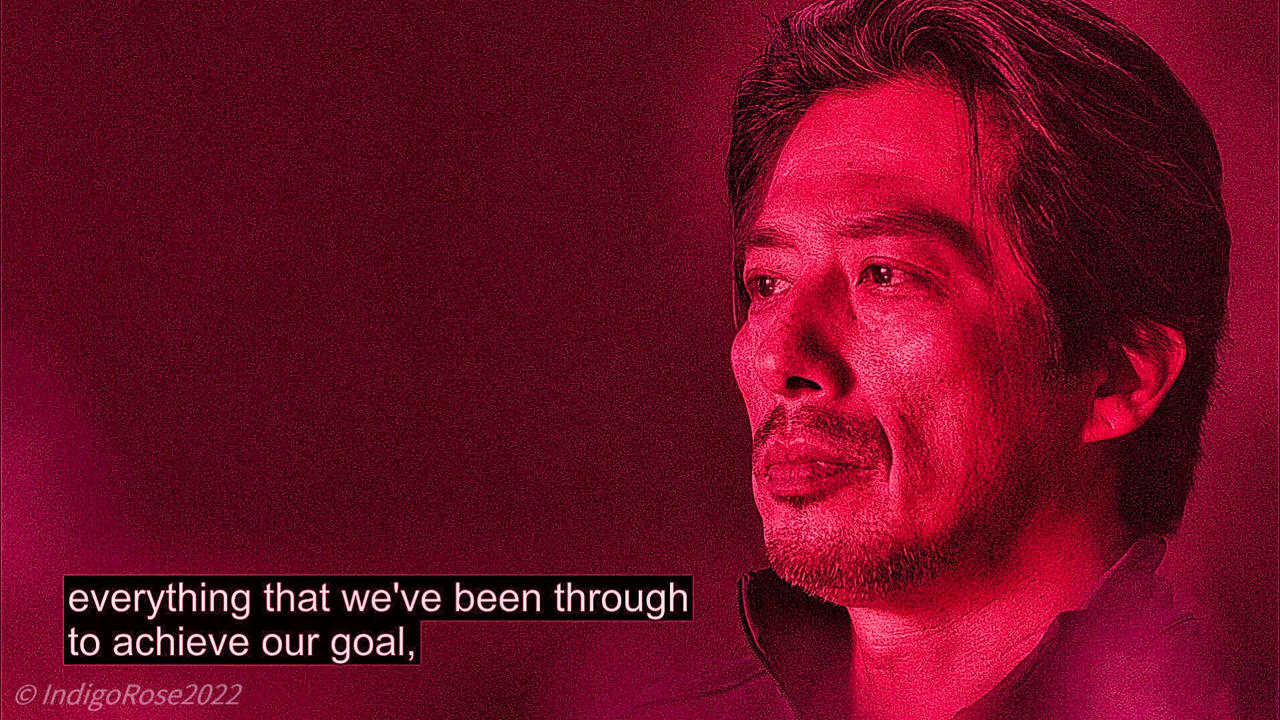 everything that we've been through
to achieve our goal,
© IndigoRose2022